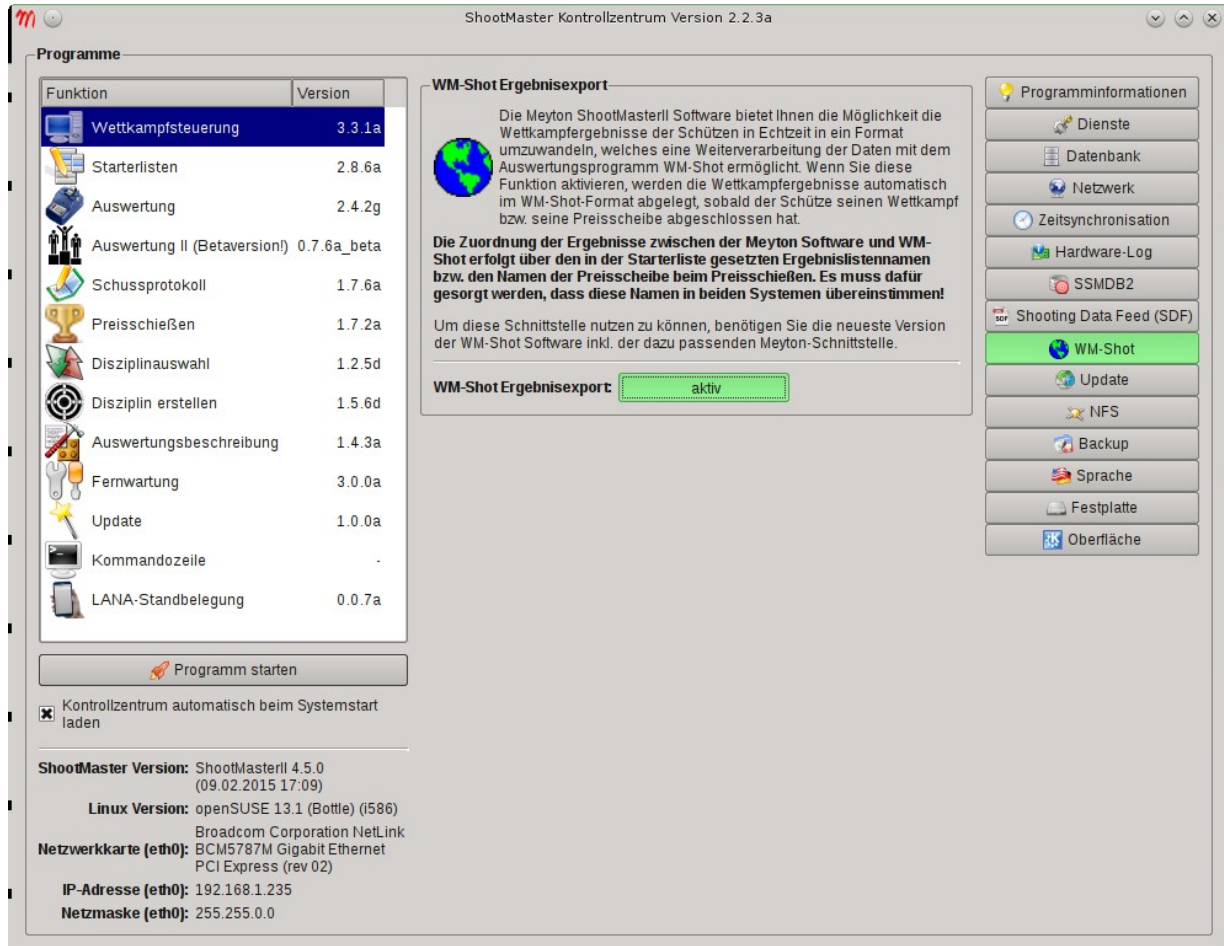 ShootMaster Kontrollzentrum Version 2.2.3a
Programme
Funktion Version
Wettkampfsteuerung 3.3.1a
Starterlisten 2.8.6a
Auswertung 2.4.2g
Auswertung II (Betaversion!) 0.7.6a_beta
Schussprotokoll 1.7.6a
Preisschießen 1.7.2a
Disziplinauswahl 1.2.5d
Disziplin erstellen 1.5.6d
Auswertungsbeschreibung 1.4.3a
Fernwartung 3.0.0a
Update 1.0.0a
Kommandozeile -
LANA-Standbelegung 0.0.7a
Programm starten
Kontrollzentrum automatisch beim Systemstart
laden
ShootMaster Version: ShootMasterII 4.5.0
(09.02.2015 17:09)
Linux Version: openSUSE 13.1 (Bottle) (i586)
Broadcom Corporation NetLink
Netzwerkkarte (eth0): BCM5787M Gigabit Ethernet
PCI Express (rev 02)
IP-Adresse (eth0): 192.168.1.235
Netzmaske (eth0): 255.255.0.0
WM-Shot Ergebnisexport
Die Meyton ShootMasterII Software bietet Ihnen die Möglichkeit die
Wettkampfergebnisse der Schützen in Echtzeit in ein Format
umzuwandeln, welches eine Weiterverarbeitung der Daten mit dem
Auswertungsprogramm WM-Shot ermöglicht. Wenn Sie diese
Funktion aktivieren, werden die Wettkampfergebnisse automatisch
im WM-Shot-Format abgelegt, sobald der Schütze seinen Wettkampf
bzw. seine Preisscheibe abgeschlossen hat.
Die Zuordnung der Ergebnisse zwischen der Meyton Software und WM-
Shot erfolgt über den in der Starterliste gesetzten Ergebnislistennamen
bzw. den Namen der Preisscheibe beim Preisschießen. Es muss dafür
gesorgt werden, dass diese Namen in beiden Systemen übereinstimmen!
Um diese Schnittstelle nutzen zu können, benötigen Sie die neueste Version
der WM-Shot Software inkl. der dazu passenden Meyton-Schnittstelle.
WM-Shot Ergebnisexport: aktiv
Programminformationen
Dienste
Datenbank
Netzwerk
Zeitsynchronisation
Hardware-Log
SSMDB2
SDF Shooting Data Feed (SDF)
WM-Shot
Update
NFS
Backup
Sprache
Festplatte
Oberfläche